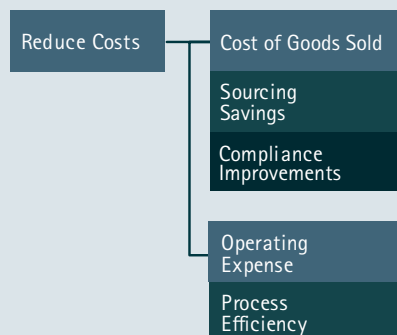 Reduce Costs
Cost of Goods Sold
Sourcing
Savings
Compliance
Improvements
Operating
Expense
Process
Efficiency